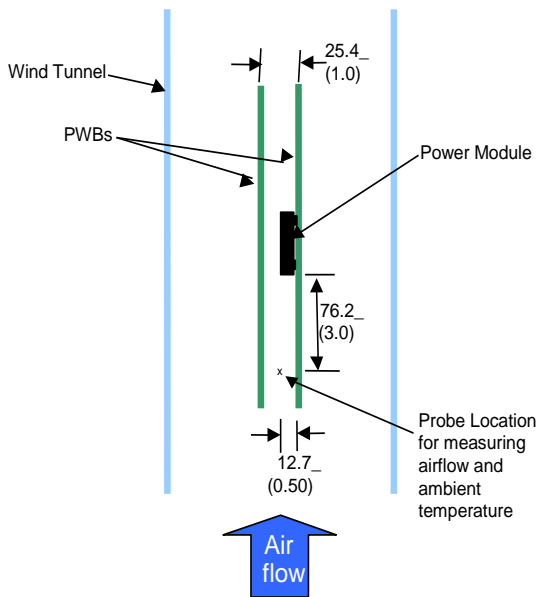 25.4_
(1.0)
Wind Tunnel
PWBs
Power Module
76.2_
(3.0)
x
Probe Location
for measuring
airflow and
ambient
temperature
12.7_
(0.50)
Air
flow